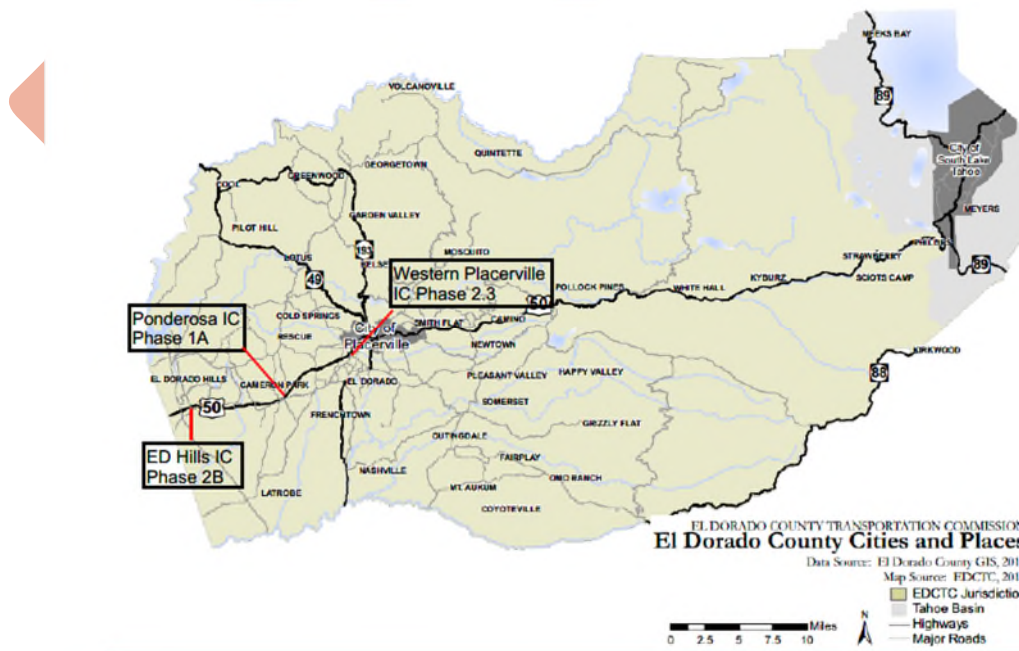 MEEKS BAY
VOLCANOVILLE
89
QUINTETTE
City of
South Lake
Tahoe
GEORGETOWN
GREENWOOD
COOL
MEYERS
GARDEN VALLEY
PILOT HILL
193
MOSQUITO
PHILLIPS
STRAWBERRY
LOTUS
KELSEY
89
49
Western Placerville
IC Phase 2.3
KYBURZ
SCIOTS CAMP
POLLOCK PINES
WHITE HALL
50
Ponderosa IC
Phase 1A
COLD SPRINGS
City of
Placerville
SMITH FLAT
CAMINO
RESCUE
NEWTOWN
KIRKWOOD
88
EL DORADO HILLS
CAMERON PARK
EL DORADO
PLEASANT VALLEY
HAPPY VALLEY
50
FRENCHTOWN
SOMERSET
GRIZZLY FLAT
ED Hills IC
Phase 2B
OUTINGDALE
FAIRPLAY
NASHVILLE
OMO RANCH
LATROBE
MT. AUKUM
COYOTEVILLE
EL DORADO COUNTY TRANSPORTATION COMMISSION
El Dorado County Cities and Places
Data Source: El Dorado County GIS, 201
Map Source: EDCTC, 201
EDCTC Jurisdiction
Tahoe Basin
Highways
Major Roads
N
Miles
0 2.5 5 7.5 10